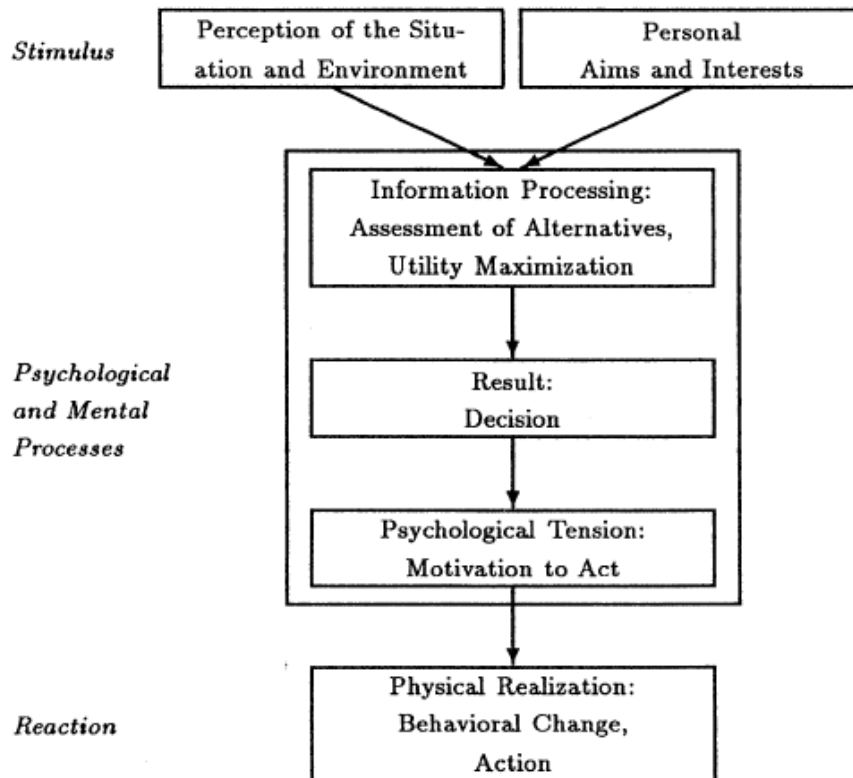 Stimulus
Perception of the Situ-
ation and Environment
Personal
Aims and Interests
Information Processing:
Assessment of Alternatives,
Utility Maximization
Psychological
and Mental
Processes
Result:
Decision
Psychological Tension:
Motivation to Act
Reaction
Physical Realization:
Behavioral Change,
Action